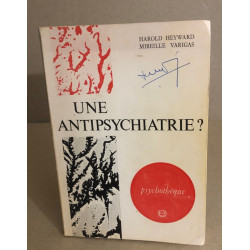 HAROLD HEYWARD
MIREILLE VARIGAS
UNE
ANTIPSYCHIATRIE?
psychothèque